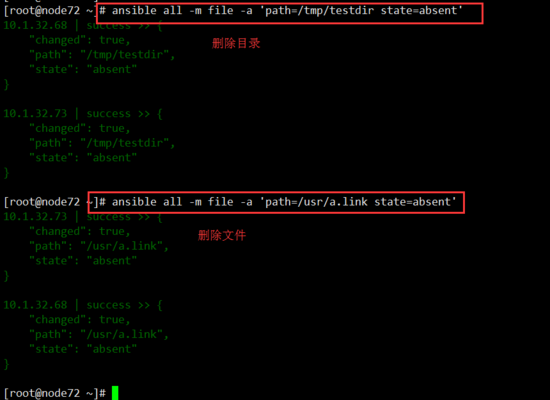 [root@node72 ~]# ansible all -m file -a 'path=/tmp/testdir state=absent'
10.1.32.68 | success >> {
    "changed": true,
    "path": "/tmp/testdir",
    "state": "absent"
}
删除目录
10.1.32.73 | success >> {
    "changed": true,
    "path": "/tmp/testdir",
    "state": "absent"
}
[root@node72 ~]# ansible all -m file -a 'path=/usr/a.link state=absent'
10.1.32.73 | success >> {
    "changed": true,
    "path": "/usr/a.link",
    "state": "absent"
}
删除文件
10.1.32.68 | success >> {
    "changed": true,
    "path": "/usr/a.link",
    "state": "absent"
}
[root@node72 ~]#